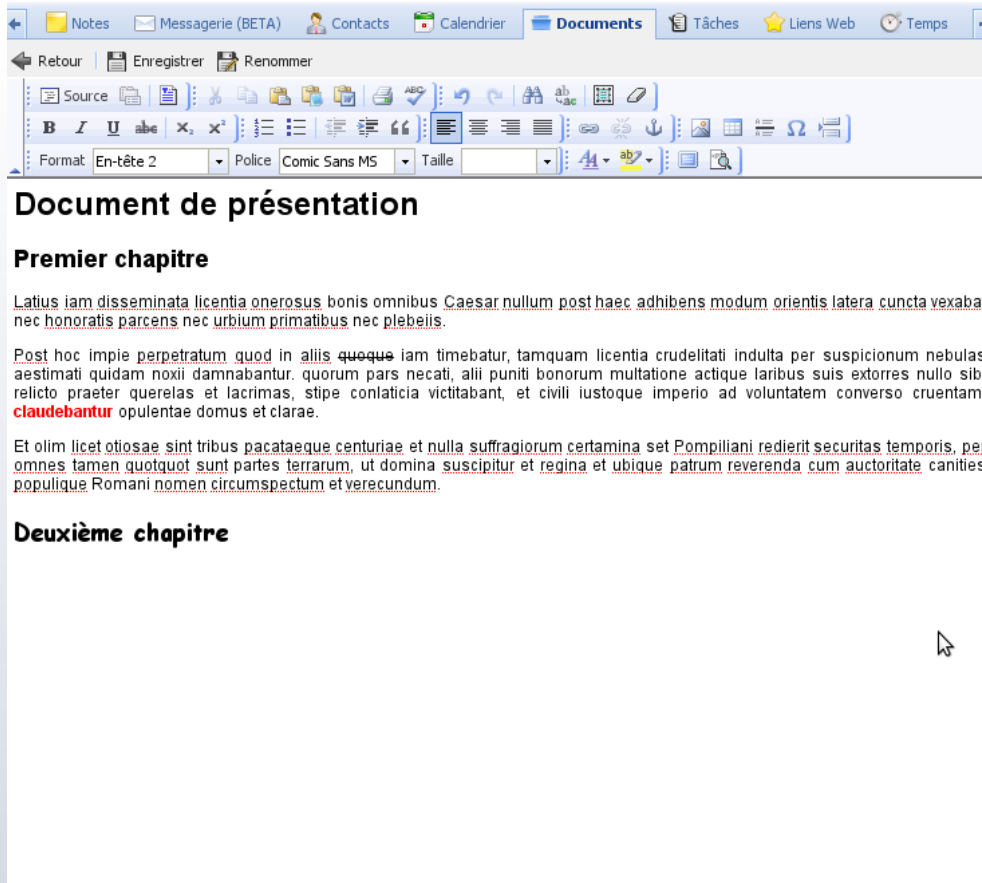 Notes Messagerie (BETA) Contacts Calendrier Documents Tâches Liens Web Temps
Retour Enregistrer Renommer
Source
B I U abc X₂ X²
Format En-tête 2 Police Comic Sans MS Taille
Document de présentation
Premier chapitre
Latius iam disseminata licentia onerosus bonis omnibus Caesar nullum post haec adhibens modum orientis latera cuncta vexaba
nec honoratis parcens nec urbium primatibus nec plebeiis.
Post hoc impie perpetratum quod in aliis quoque iam timebatur, tamquam licentia crudelitati indulta per suspicionum nebulas
aestimati quidam noxii damnabantur. quorum pars necati, alii puniti bonorum multatione actique laribus suis extorres nullo sib
relicto praeter querelas et lacrimas, stipe conlaticia victitabant, et civili iustoque imperio ad voluntatem converso cruentam
claudebantur opulentae domus et clarae.
Et olim licet otiosae sint tribus pacataeque centuriae et nulla suffragiorum certamina set Pompiliani redierit securitas temporis, per
omnes tamen quotquot sunt partes terrarum, ut domina suscipitur et regina et ubique patrum reverenda cum auctoritate canities
populique Romani nomen circumspectum et verecundum.
Deuxième chapitre